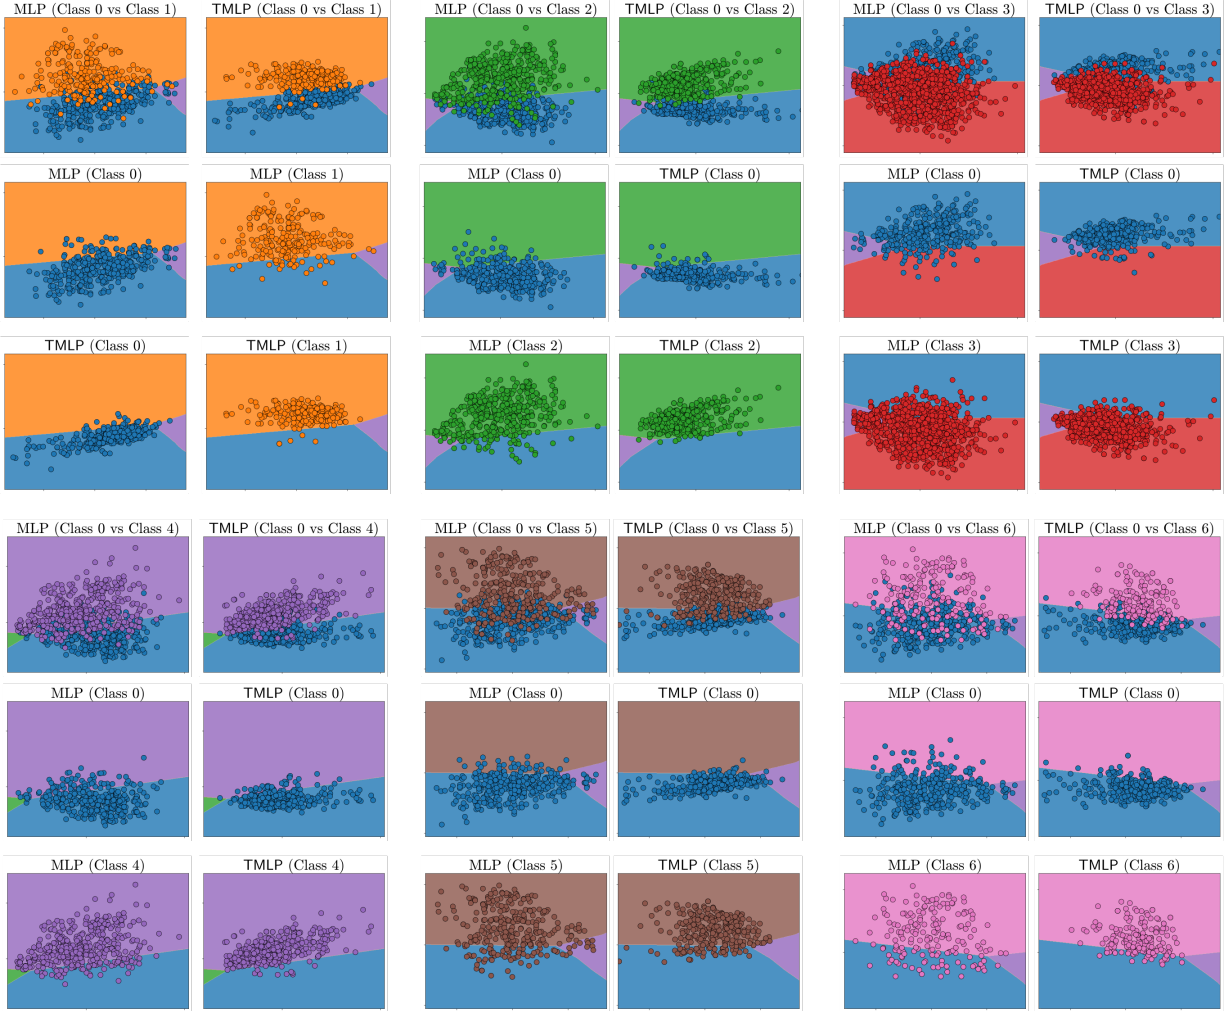 MLP (Class 0 vs Class 1) TMLP (Class 0 vs Class 1) MLP (Class 0 vs Class 2) TMLP (Class 0 vs Class 2) MLP (Class 0 vs Class 3) TMLP (Class 0 vs Class 3)
MLP (Class 0) MLP (Class 1) MLP (Class 0) TMLP (Class 0) MLP (Class 0) TMLP (Class 0)
TMLP (Class 0) TMLP (Class 1) MLP (Class 2) TMLP (Class 2) MLP (Class 3) TMLP (Class 3)
MLP (Class 0 vs Class 4) TMLP (Class 0 vs Class 4) MLP (Class 0 vs Class 5) TMLP (Class 0 vs Class 5) MLP (Class 0 vs Class 6) TMLP (Class 0 vs Class 6)
MLP (Class 0) TMLP (Class 0) MLP (Class 0) TMLP (Class 0) MLP (Class 0) TMLP (Class 0)
MLP (Class 4) TMLP (Class 4) MLP (Class 5) TMLP (Class 5) MLP (Class 6) TMLP (Class 6)